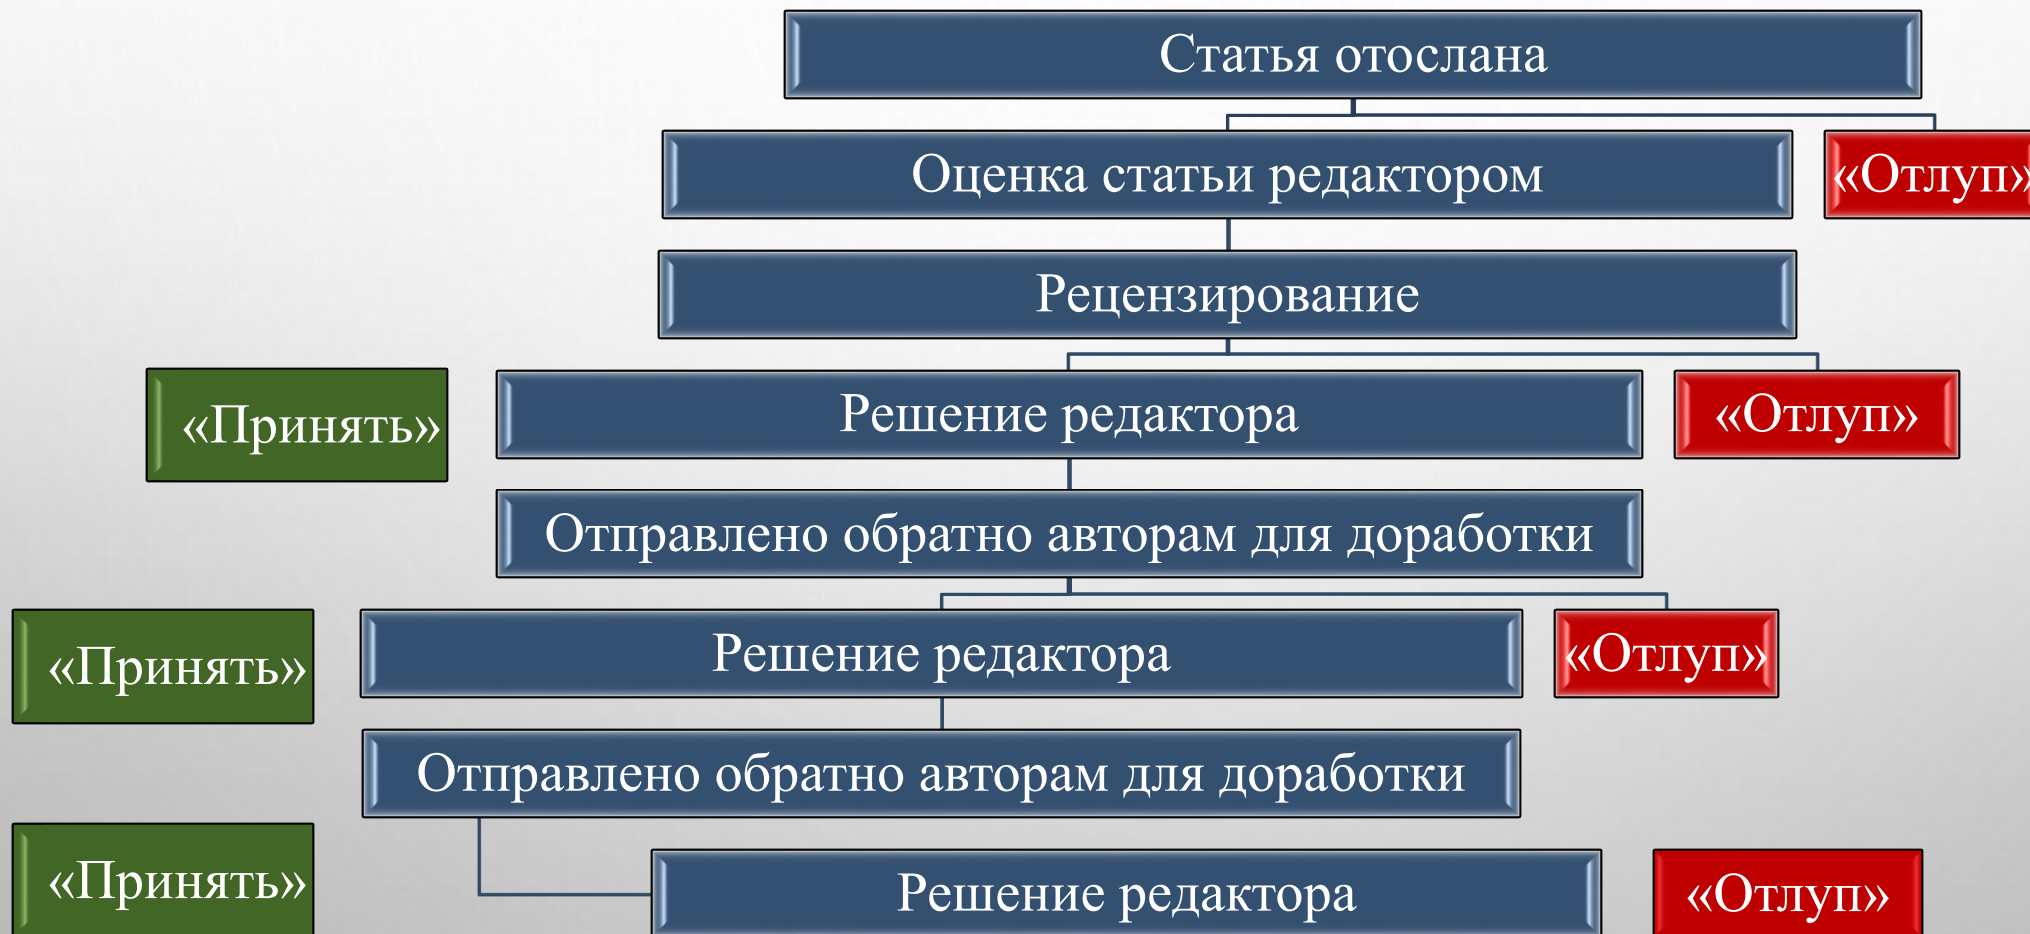 Статья отослана
Оценка статьи редактором
«Отлуп»
Рецензирование
«Принять»
Решение редактора
«Отлуп»
Отправлено обратно авторам для доработки
«Принять»
Решение редактора
«Отлуп»
Отправлено обратно авторам для доработки
«Принять»
Решение редактора
«Отлуп»